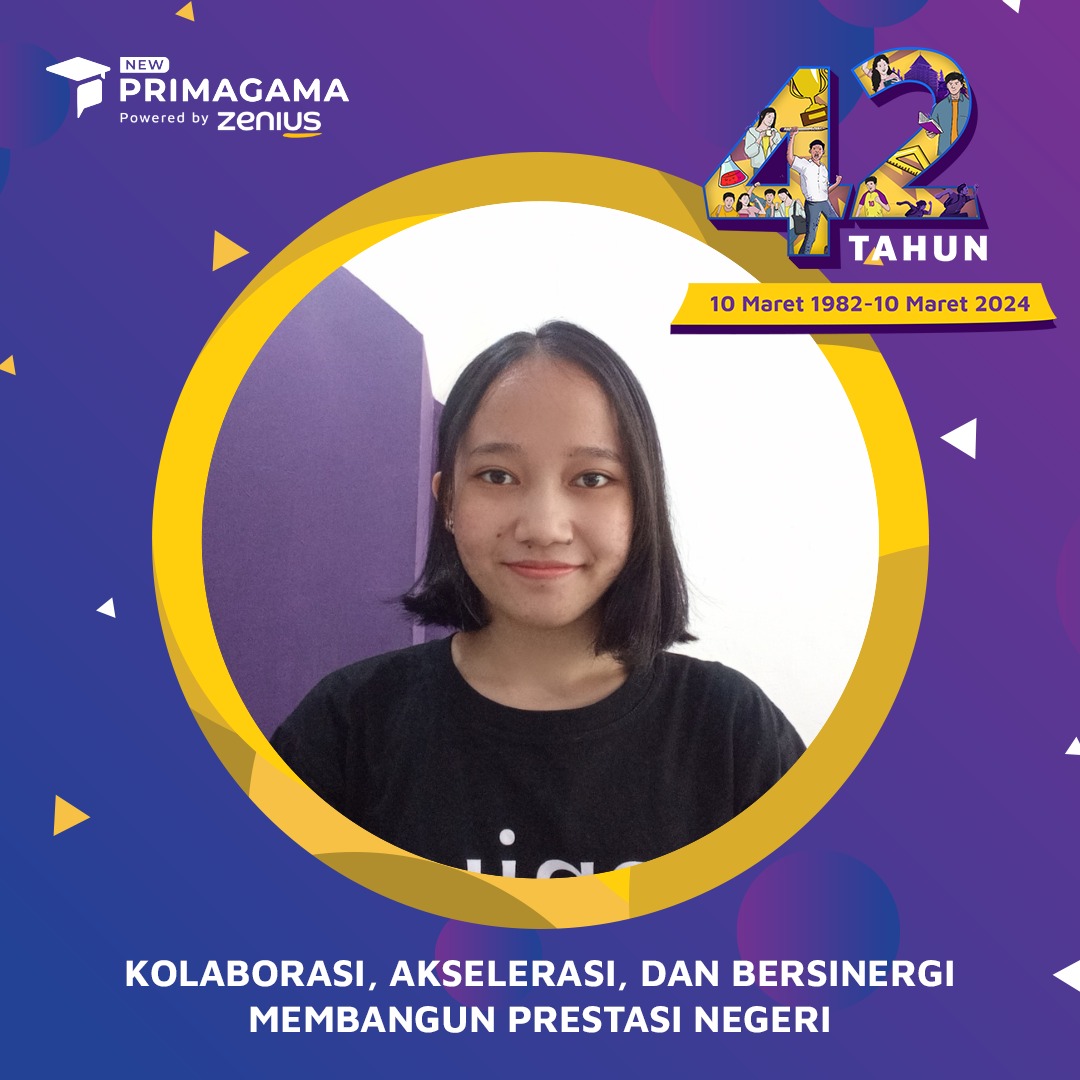 NEW
PRIMAGAMA
Powered by zenius
42
TAHUN
10 Maret 1982-10 Maret 2024
KOLABORASI, AKSELERASI, DAN BERSINERGI
MEMBANGUN PRESTASI NEGERI